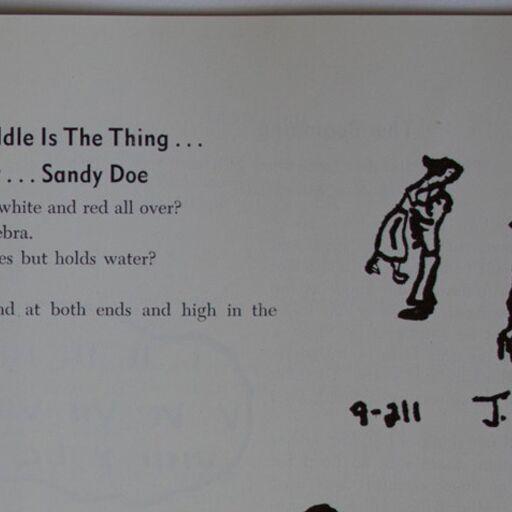 ddle Is The Thing . . .
. . . Sandy Doe
white and red all over?
ebra.
es but holds water?
nd at both ends and high in the
9-211 J.